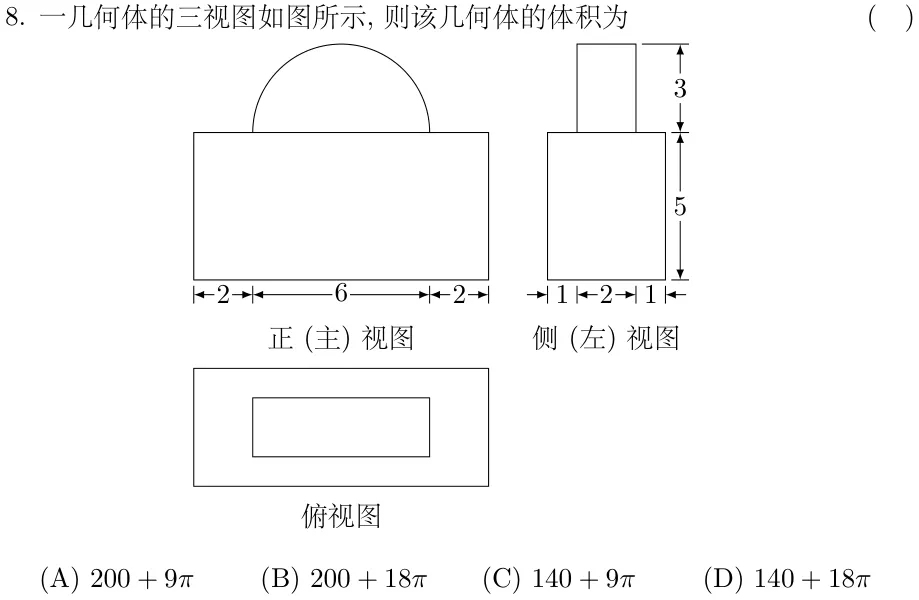 8. 一几何体的三视图如图所示, 则该几何体的体积为 ( )
3
5
2 6 2 1 2 1
正 (主) 视图 侧 (左) 视图
俯视图
(A) 200 + 9π (B) 200 + 18π (C) 140 + 9π (D) 140 + 18π